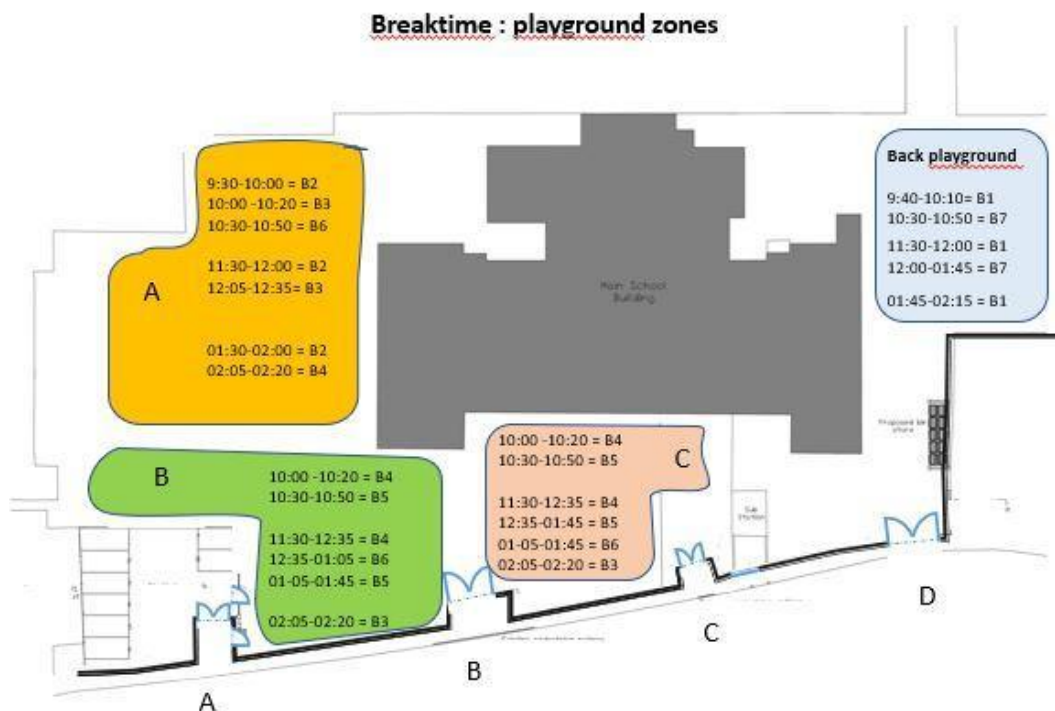 Breaktime : playground zones
9:30-10:00 = B2
10:00 -10:20 = B3
10:30-10:50 = B6
11:30-12:00 = B2
12:05-12:35= B3
01:30-02:00 = B2
02:05-02:20 = B4
A
Main School
Building
Back playground
9:40-10:10= B1
10:30-10:50 = B7
11:30-12:00 = B1
12:00-01:45 = B7
01:45-02:15 = B1
B
10:00 -10:20 = B4
10:30-10:50 = B5
11:30-12:35 = B4
12:35-01:05 = B6
01-05-01:45 = B5
02:05-02:20 = B3
C
10:00 -10:20 = B4
10:30-10:50 = B5
11:30-12:35 = B4
12:35-01:45 = B5
01-05-01:45 = B6
02:05-02:20 = B3
Proposed bin
store
Sub
Station
A
B
C
D